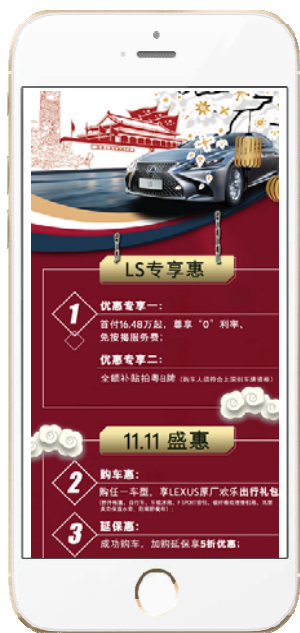 LS专享惠
1
优惠专享一：
首付16.48万起，尊享“0”利率，
免按揭服务费；
优惠专享二：
全额补贴拍粤B牌
11.11 盛惠
2
购车惠：
购任一车型，享LEXUS原厂欢乐出行礼包
3
延保惠：
成功购车，加购延保享5折优惠；